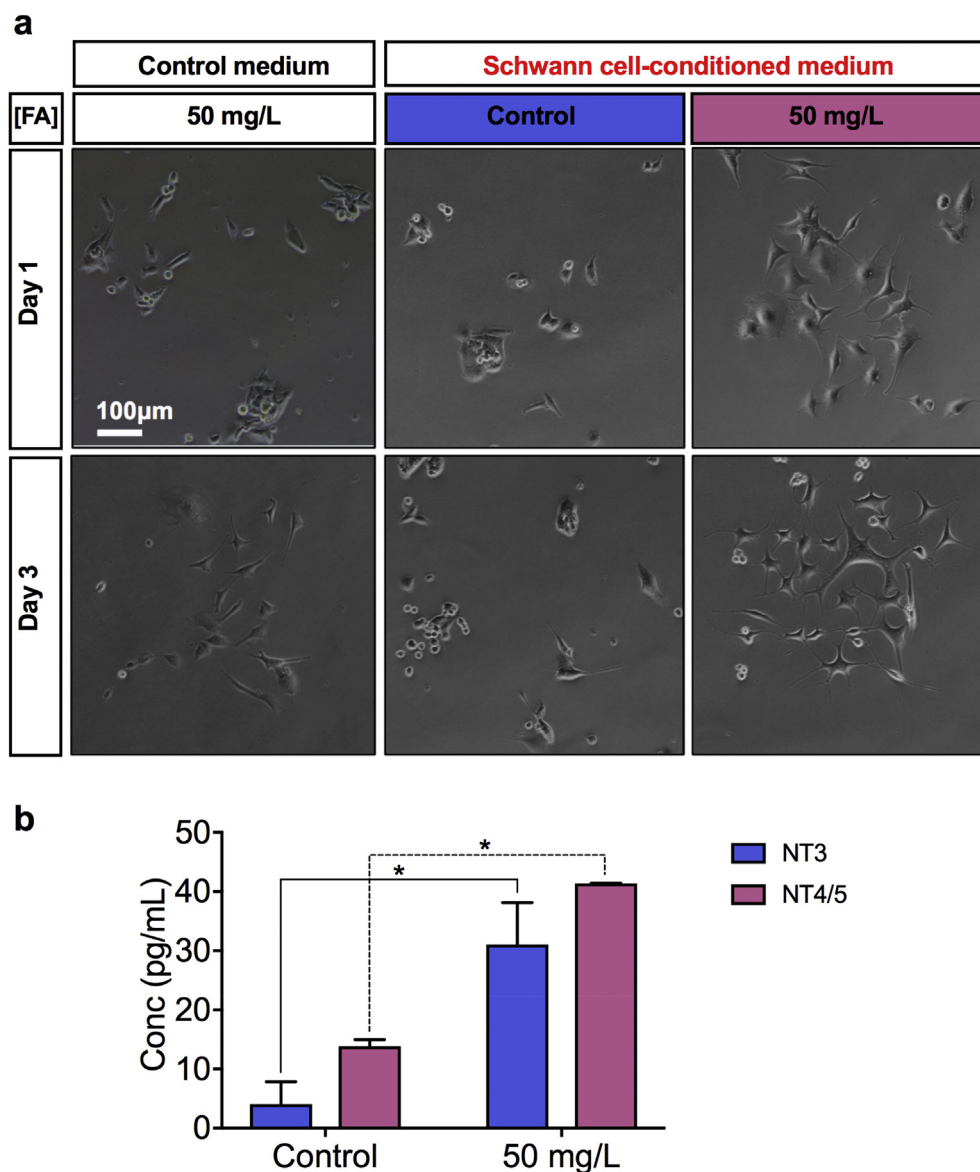 a
Control medium
Schwann cell-conditioned medium
[FA]
50 mg/L
Control
50 mg/L
Day 1
100µm
Day 3
b
Conc (pg/mL)
50
40
30
20
10
0
*
*
Control
50 mg/L
NT3
NT4/5